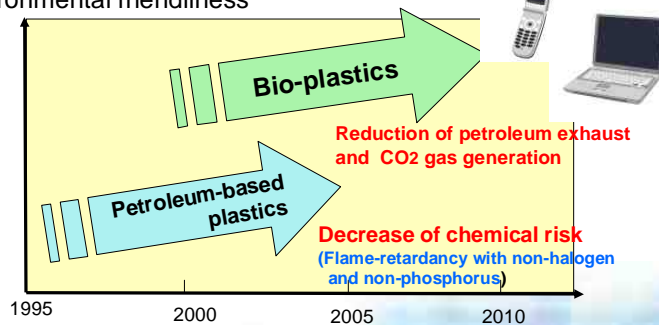 Bio-plastics
Reduction of petroleum exhaust
and CO2 gas generation
Petroleum-based
plastics
Decrease of chemical risk
(Flame-retardancy with non-halogen
and non-phosphorus)
1995
2000
2005
2010